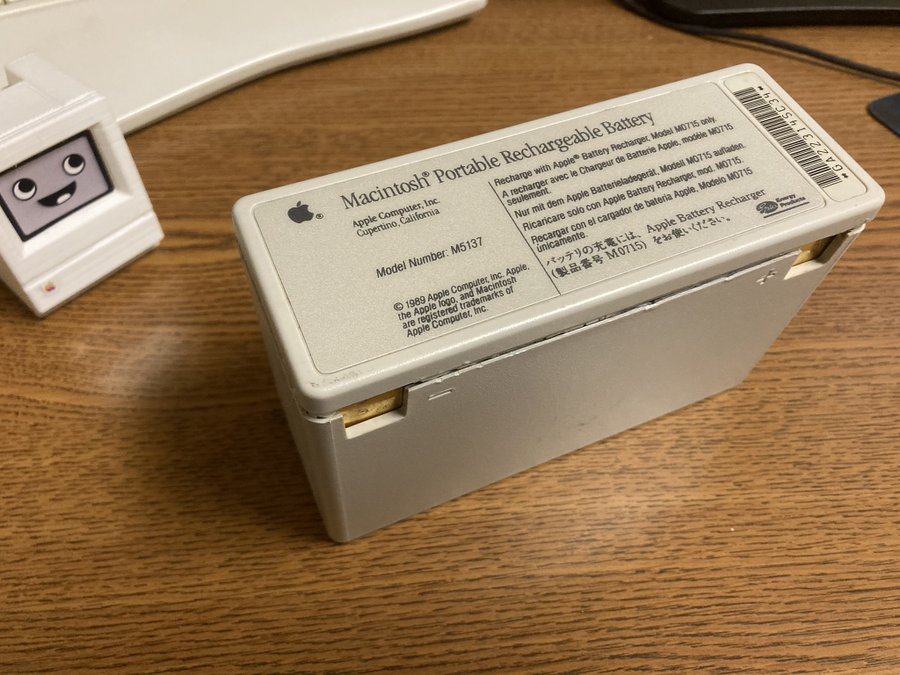 Macintosh® Portable Rechargeable Battery
Apple Computer, Inc.
Cupertino, California
Model Number: M5137
© 1989 Apple Computer, Inc. Apple,
the Apple logo, and Macintosh
are registered trademarks of
Apple Computer, Inc.
Recharge with Apple® Battery Recharger, Model M0715 only.
A recharger avec le Chargeur de Batterie Apple, modèle M0715
seulement.
Nur mit dem Apple Batterieladegerät, Modell M0715 aufladen.
Ricaricare solo con Apple Battery Recharger, mod. M0715.
Recargar con el cargador de bateria Apple, Modelo M0715
únicamente.
バッテリの充電には、Apple Battery Recharger
(製品番号 M0715) をお使いください。
Energy
Products
GA223145C34
− +